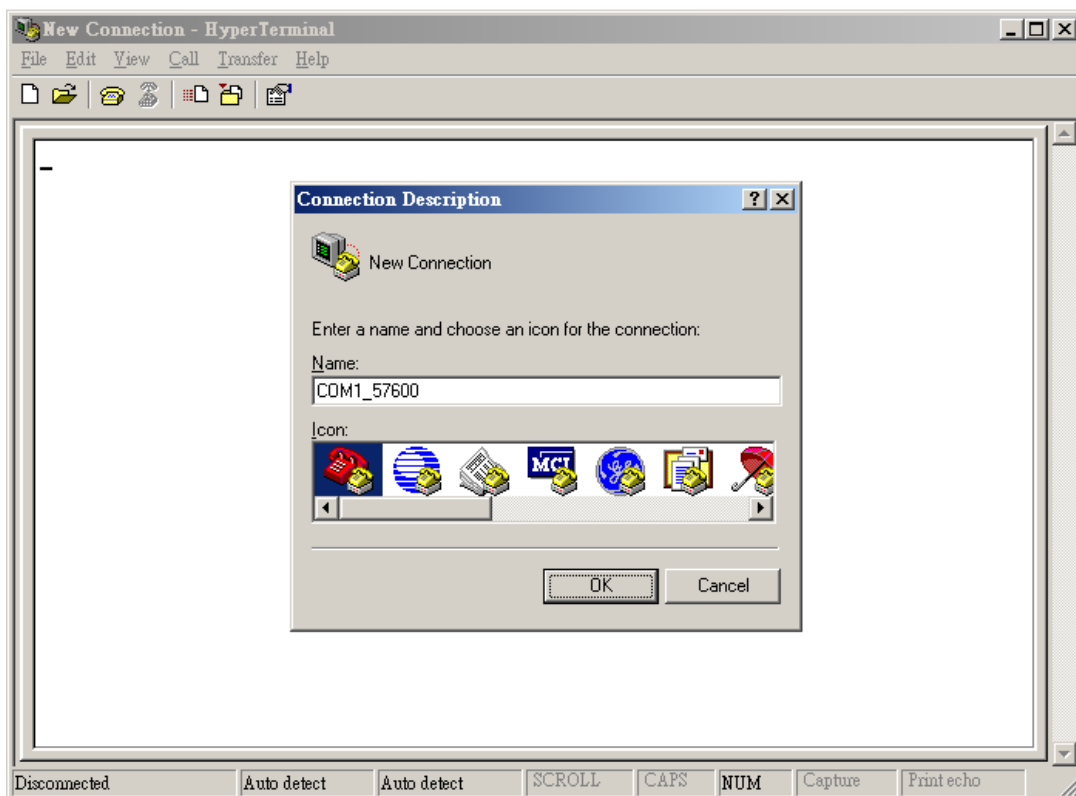 New Connection - HyperTerminal
File Edit View Call Transfer Help
Connection Description
New Connection
Enter a name and choose an icon for the connection:
Name:
COM1_57600
Icon:
MCI
OK Cancel
Disconnected Auto detect Auto detect SCROLL CAPS NUM Capture Print echo